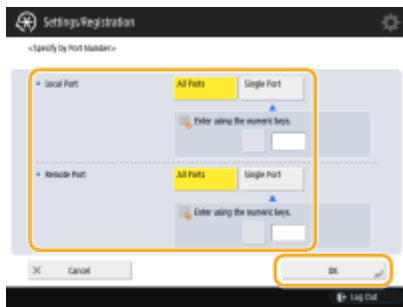 Settings/Registration
<Specify by Port Number>
Local Port
All Ports
Single Port
Enter using the numeric keys.
Remote Port
All Ports
Single Port
Enter using the numeric keys.
Cancel
OK
Log Out